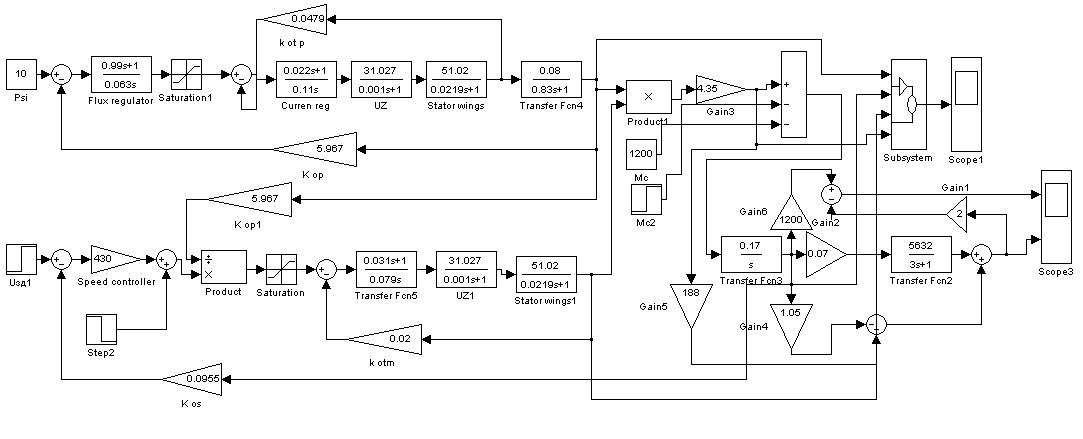 0.0479
k ot p
10
Psi
0.99s+1
0.063s
Flux regulator
Saturation1
0.022s+1
0.11s
Curren reg
31.027
0.001s+1
UZ
51.02
0.0219s+1
Stator wings
0.08
0.83s+1
Transfer Fcn4
×
Product1
4.35
Gain3
1200
Mc
Mc2
Subsystem
Scope1
5.967
K op
5.967
K op1
Uзд1
430
Speed controller
Step2
÷
×
Product
Saturation
0.031s+1
0.079s
Transfer Fcn5
31.027
0.001s+1
UZ1
51.02
0.0219s+1
Stator wings1
0.02
k otm
0.0955
K os
0.17
s
Transfer Fcn3
1200
Gain6
Gain2
0.07
5632
3s+1
Transfer Fcn2
Gain1
2
Scope3
188
Gain5
1.05
Gain4